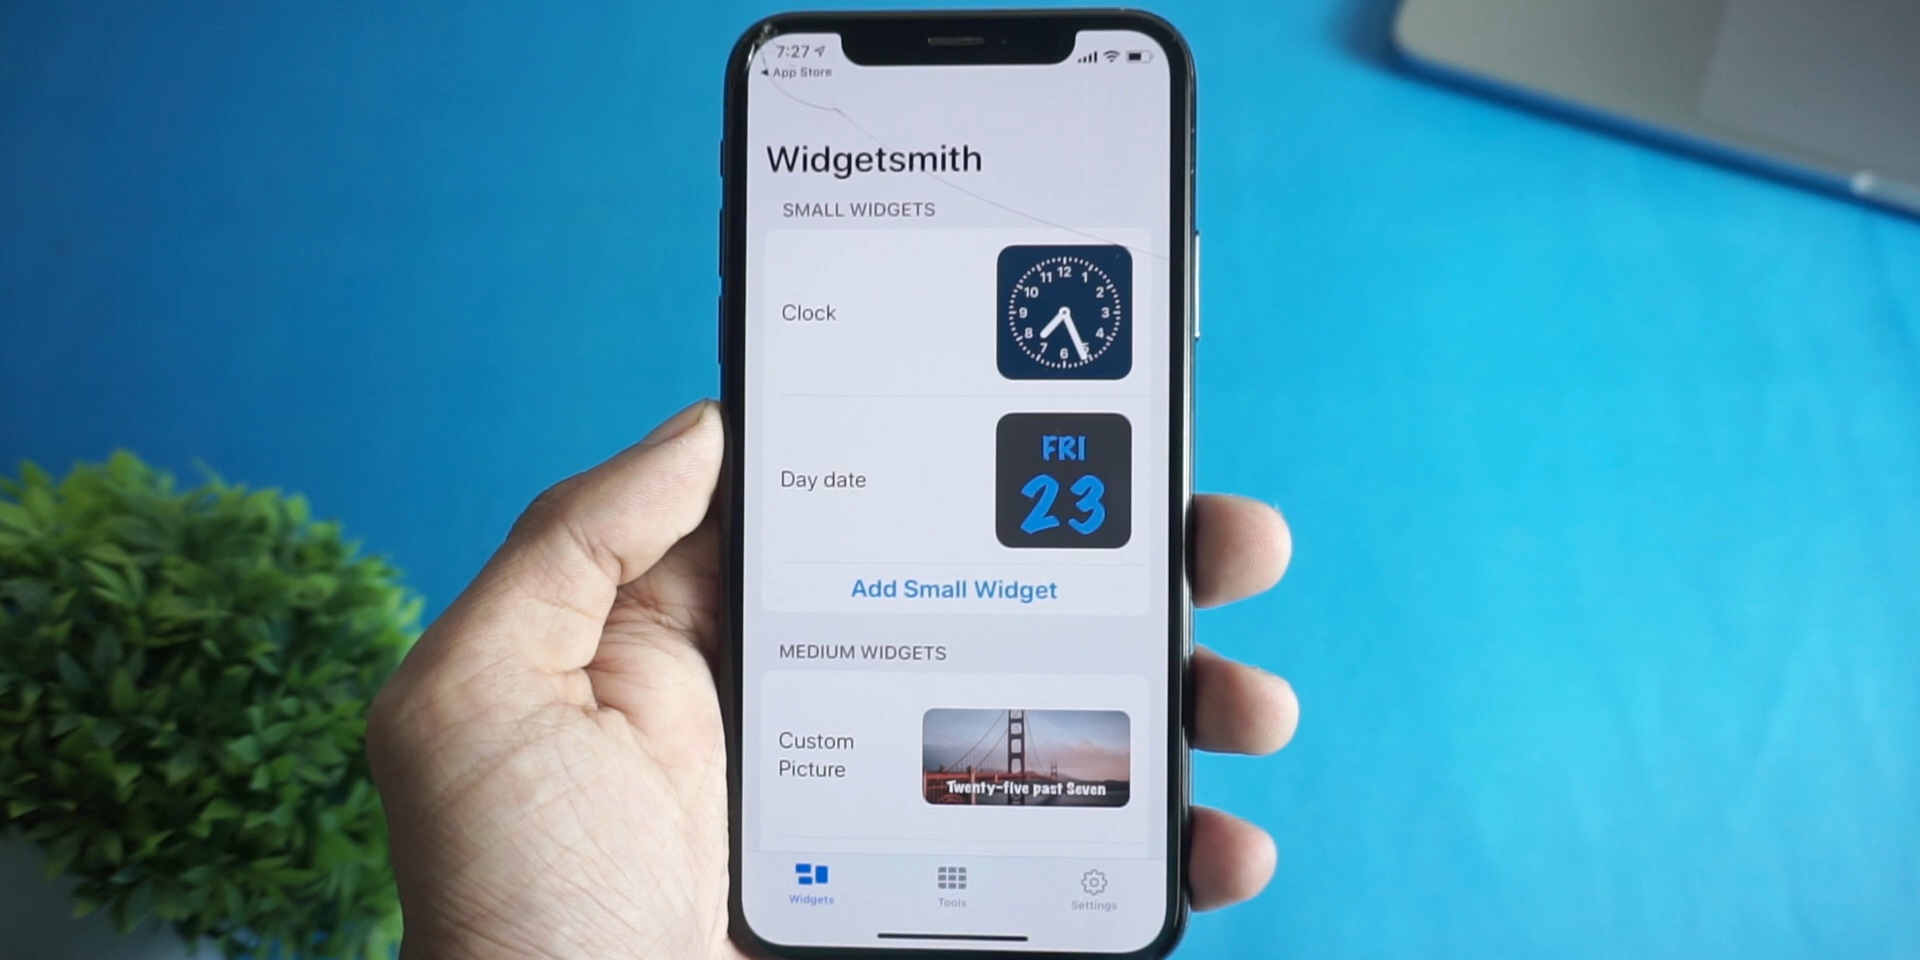 7:27
App Store
Widgetsmith
SMALL WIDGETS
Clock
11 12 1
10 2
9 3
8 4
7 6 5
Day date
FRI
23
Add Small Widget
MEDIUM WIDGETS
Custom
Picture
Twenty-five past Seven
Widgets
Tools
Settings